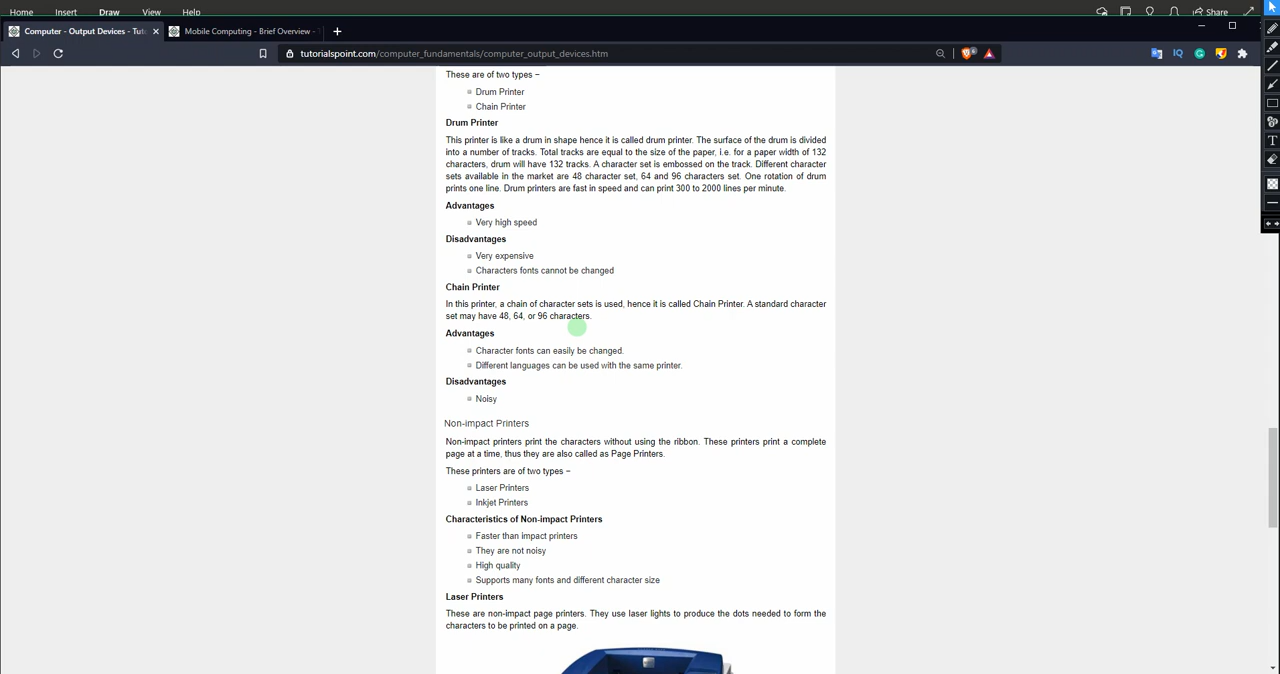 Home Insert Draw View Help Share
Computer - Output Devices - Tuto Mobile Computing - Brief Overview -
tutorialspoint.com/computer_fundamentals/computer_output_devices.htm
These are of two types −
Drum Printer
Chain Printer
Drum Printer
This printer is like a drum in shape hence it is called drum printer. The surface of the drum is divided
into a number of tracks. Total tracks are equal to the size of the paper, i.e. for a paper width of 132
characters, drum will have 132 tracks. A character set is embossed on the track. Different character
sets available in the market are 48 character set, 64 and 96 characters set. One rotation of drum
prints one line. Drum printers are fast in speed and can print 300 to 2000 lines per minute.
Advantages
Very high speed
Disadvantages
Very expensive
Characters fonts cannot be changed
Chain Printer
In this printer, a chain of character sets is used, hence it is called Chain Printer. A standard character
set may have 48, 64, or 96 characters.
Advantages
Character fonts can easily be changed.
Different languages can be used with the same printer.
Disadvantages
Noisy
Non-impact Printers
Non-impact printers print the characters without using the ribbon. These printers print a complete
page at a time, thus they are also called as Page Printers.
These printers are of two types −
Laser Printers
Inkjet Printers
Characteristics of Non-impact Printers
Faster than impact printers
They are not noisy
High quality
Supports many fonts and different character size
Laser Printers
These are non-impact page printers. They use laser lights to produce the dots needed to form the
characters to be printed on a page.